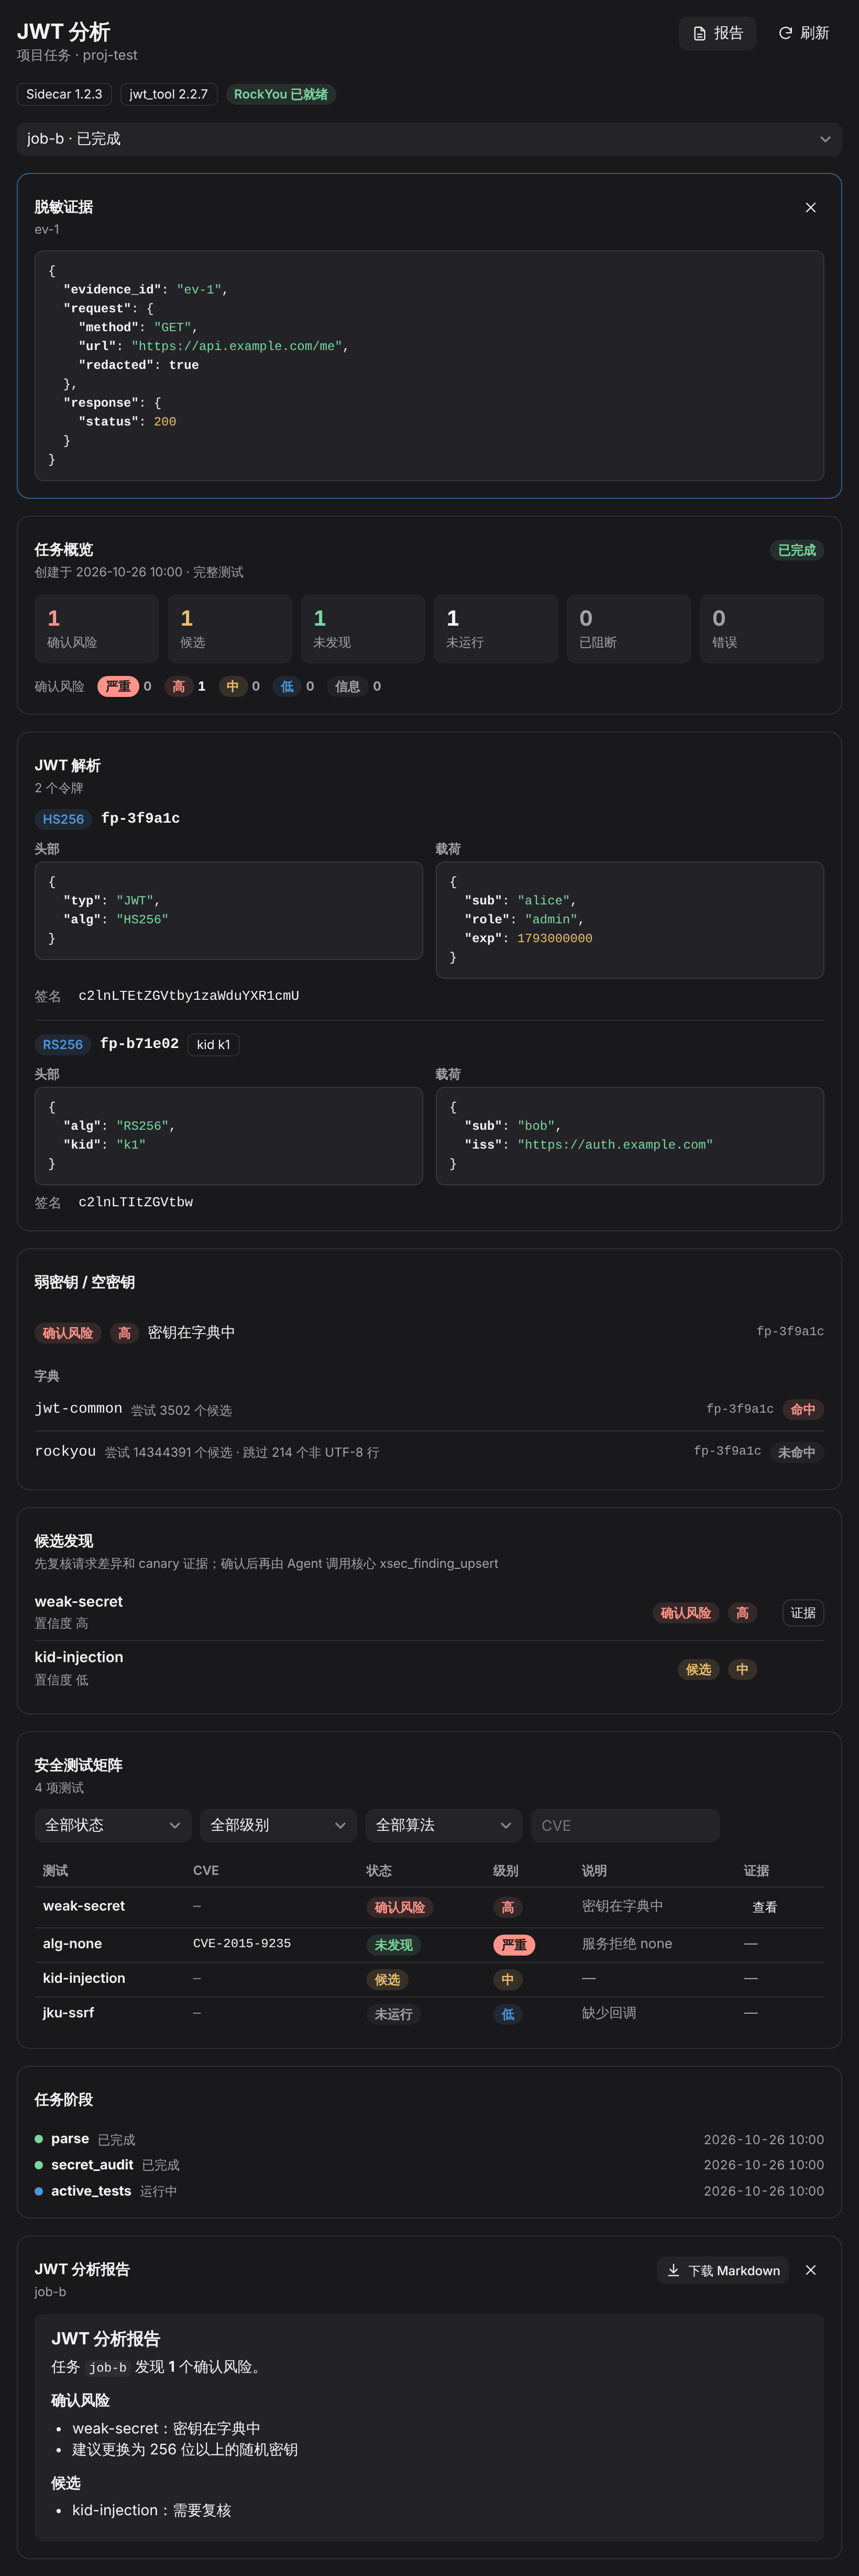 JWT 分析
项目任务 · proj-test
报告
刷新
Sidecar 1.2.3
jwt_tool 2.2.7
RockYou 已就绪
job-b · 已完成
脱敏证据
ev-1
{
"evidence_id": "ev-1",
"request": {
"method": "GET",
"url": "https://api.example.com/me",
"redacted": true
},
"response": {
"status": 200
}
}
任务概览
创建于 2026-10-26 10:00 · 完整测试
已完成
1 确认风险
1 候选
1 未发现
1 未运行
0 已阻断
0 错误
确认风险 严重 0 高 1 中 0 低 0 信息 0
JWT 解析
2 个令牌
HS256 fp-3f9a1c
头部
{
"typ": "JWT",
"alg": "HS256"
}
载荷
{
"sub": "alice",
"role": "admin",
"exp": 1793000000
}
签名 c2lnLTEtZGVtby1zaWduYXR1cmU
RS256 fp-b71e02 kid k1
头部
{
"alg": "RS256",
"kid": "k1"
}
载荷
{
"sub": "bob",
"iss": "https://auth.example.com"
}
签名 c2lnLTItZGVtbw
弱密钥 / 空密钥
确认风险 高 密钥在字典中 fp-3f9a1c
字典
jwt-common 尝试 3502 个候选 fp-3f9a1c 命中
rockyou 尝试 14344391 个候选 · 跳过 214 个非 UTF-8 行 fp-3f9a1c 未命中
候选发现
先复核请求差异和 canary 证据；确认后再由 Agent 调用核心 xsec_finding_upsert
weak-secret
置信度 高
确认风险 高 证据
kid-injection
置信度 低
候选 中
安全测试矩阵
4 项测试
全部状态 全部级别 全部算法 CVE
测试 CVE 状态 级别 说明 证据
weak-secret – 确认风险 高 密钥在字典中 查看
alg-none CVE-2015-9235 未发现 严重 服务拒绝 none —
kid-injection – 候选 中 — —
jku-ssrf – 未运行 低 缺少回调 —
任务阶段
parse 已完成 2026-10-26 10:00
secret_audit 已完成 2026-10-26 10:00
active_tests 运行中 2026-10-26 10:00
JWT 分析报告
job-b
下载 Markdown
JWT 分析报告
任务 job-b 发现 1 个确认风险。
确认风险
• weak-secret：密钥在字典中
• 建议更换为 256 位以上的随机密钥
候选
• kid-injection：需要复核